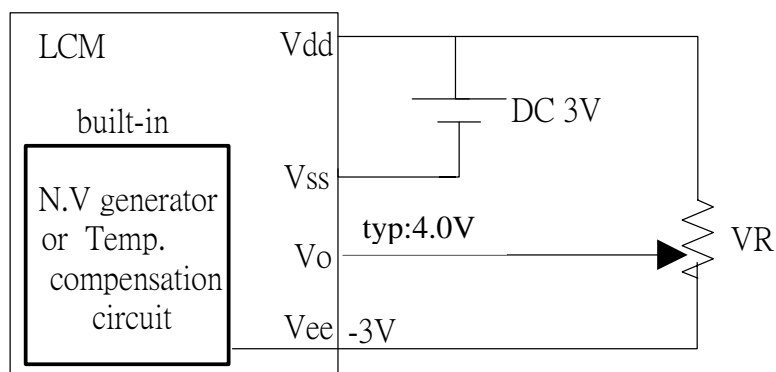 LCM
Vdd
built-in
DC 3V
Vss
N.V generator
or Temp.
compensation
circuit
typ:4.0V
Vo
VR
Vee
-3V